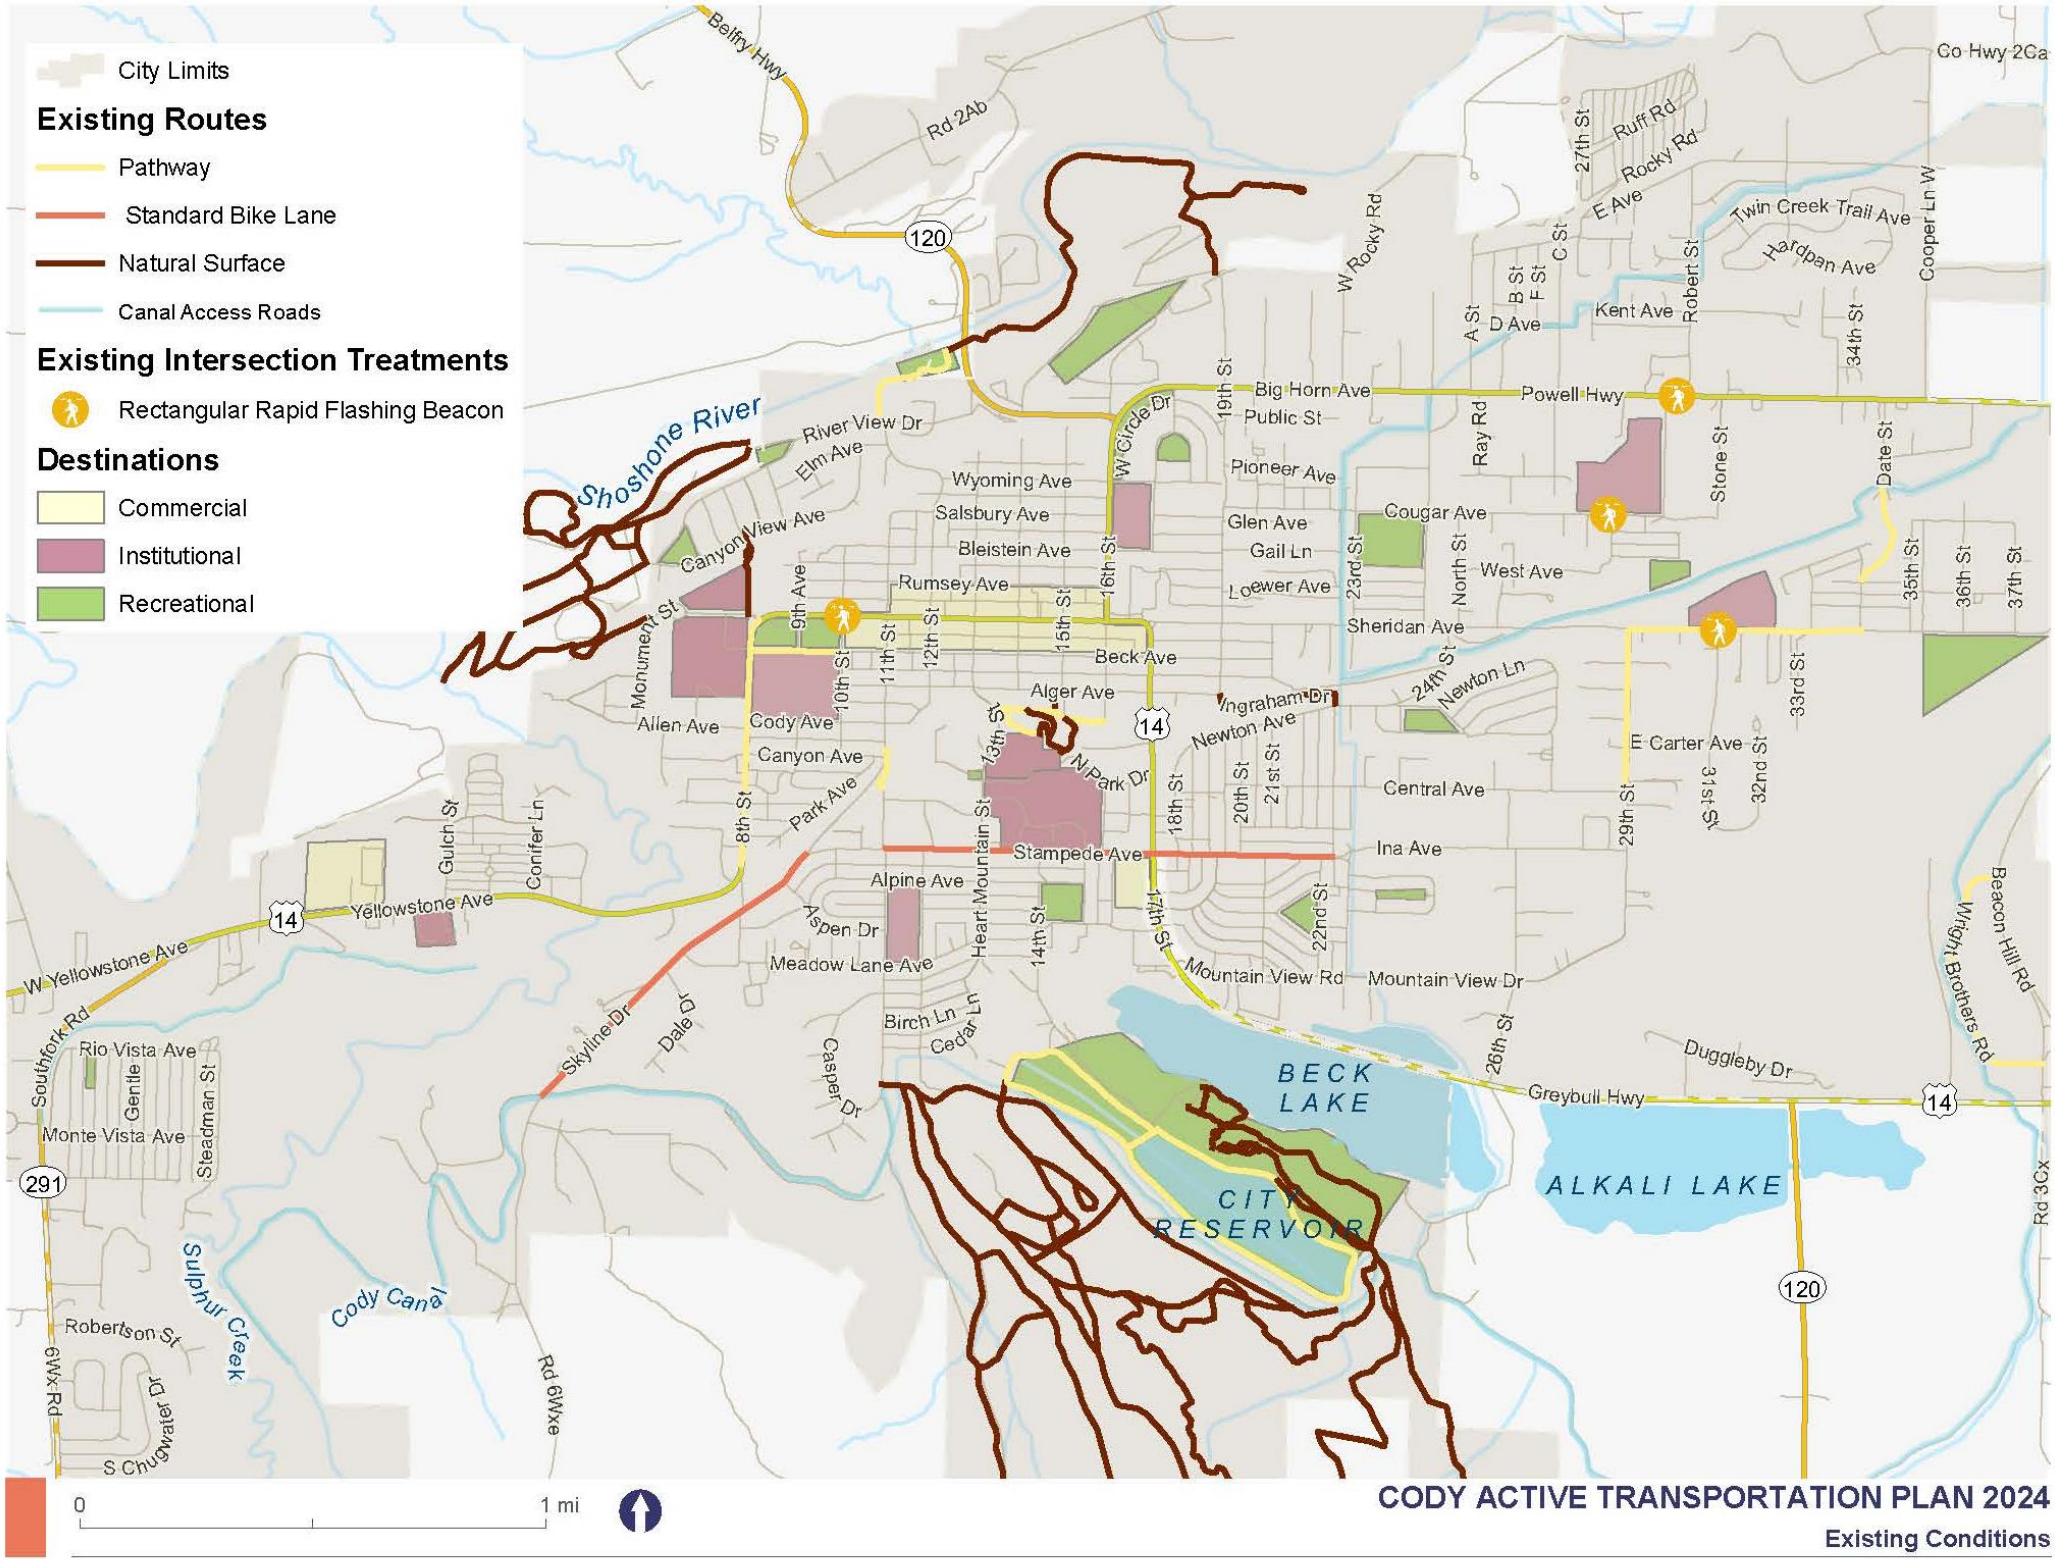 City Limits
Existing Routes
Pathway
Standard Bike Lane
Natural Surface
Canal Access Roads
Existing Intersection Treatments
Rectangular Rapid Flashing Beacon
Destinations
Commercial
Institutional
Recreational
Belfry Hwy
Rd 2Ab
Co Hwy 2Ca
27th St
Ruff Rd
Rocky Rd
E Ave
Twin Creek Trail Ave
Hardpan Ave
Cooper Ln W
120
W Rocky Rd
C St
B St
F St
A St
D Ave
Kent Ave
Robert St
34th St
19th St
Big Horn Ave
Powell Hwy
Public St
W Circle Dr
Shoshone River
River View Dr
Elm Ave
Ray Rd
Stone St
Date St
Wyoming Ave
Pioneer Ave
Salsbury Ave
Glen Ave
Cougar Ave
Canyon View Ave
Bleistein Ave
Gail Ln
16th St
23rd St
North St
West Ave
35th St
36th St
37th St
Rumsey Ave
Loewer Ave
9th Ave
Monument St
15th St
12th St
11th St
10th St
Sheridan Ave
Beck Ave
24th St
Newton Ln
33rd St
Alger Ave
Ingraham Dr
Newton Ave
Allen Ave
Cody Ave
13th S
14
Canyon Ave
N Park Dr
E Carter Ave
32nd St
31st St
Park Ave
8th St
18th St
20th St
21st St
Central Ave
29th St
Gulch St
Conifer Ln
Heart Mountain St
Stampede Ave
Ina Ave
Alpine Ave
14
Yellowstone Ave
Aspen Dr
14th St
17th St
22nd St
Beacon Hill Rd
Wright Brothers Rd
W Yellowstone Ave
Meadow Lane Ave
Mountain View Rd
Mountain View Dr
Southfork Rd
Skyline Dr
Dale Dr
Birch Ln
Cedar Ln
26th St
Duggleby Dr
Rio Vista Ave
Gentle
Steadman St
Casper Dr
BECK
LAKE
Greybull Hwy
14
Monte Vista Ave
291
CITY
RESERVOIR
ALKALI LAKE
Rd 3Cx
Sulphur Creek
Cody Canal
120
Robertson St
6Wx Rd
Rd 6Wxe
S Chugwater Dr
0
1 mi
CODY ACTIVE TRANSPORTATION PLAN 2024
Existing Conditions